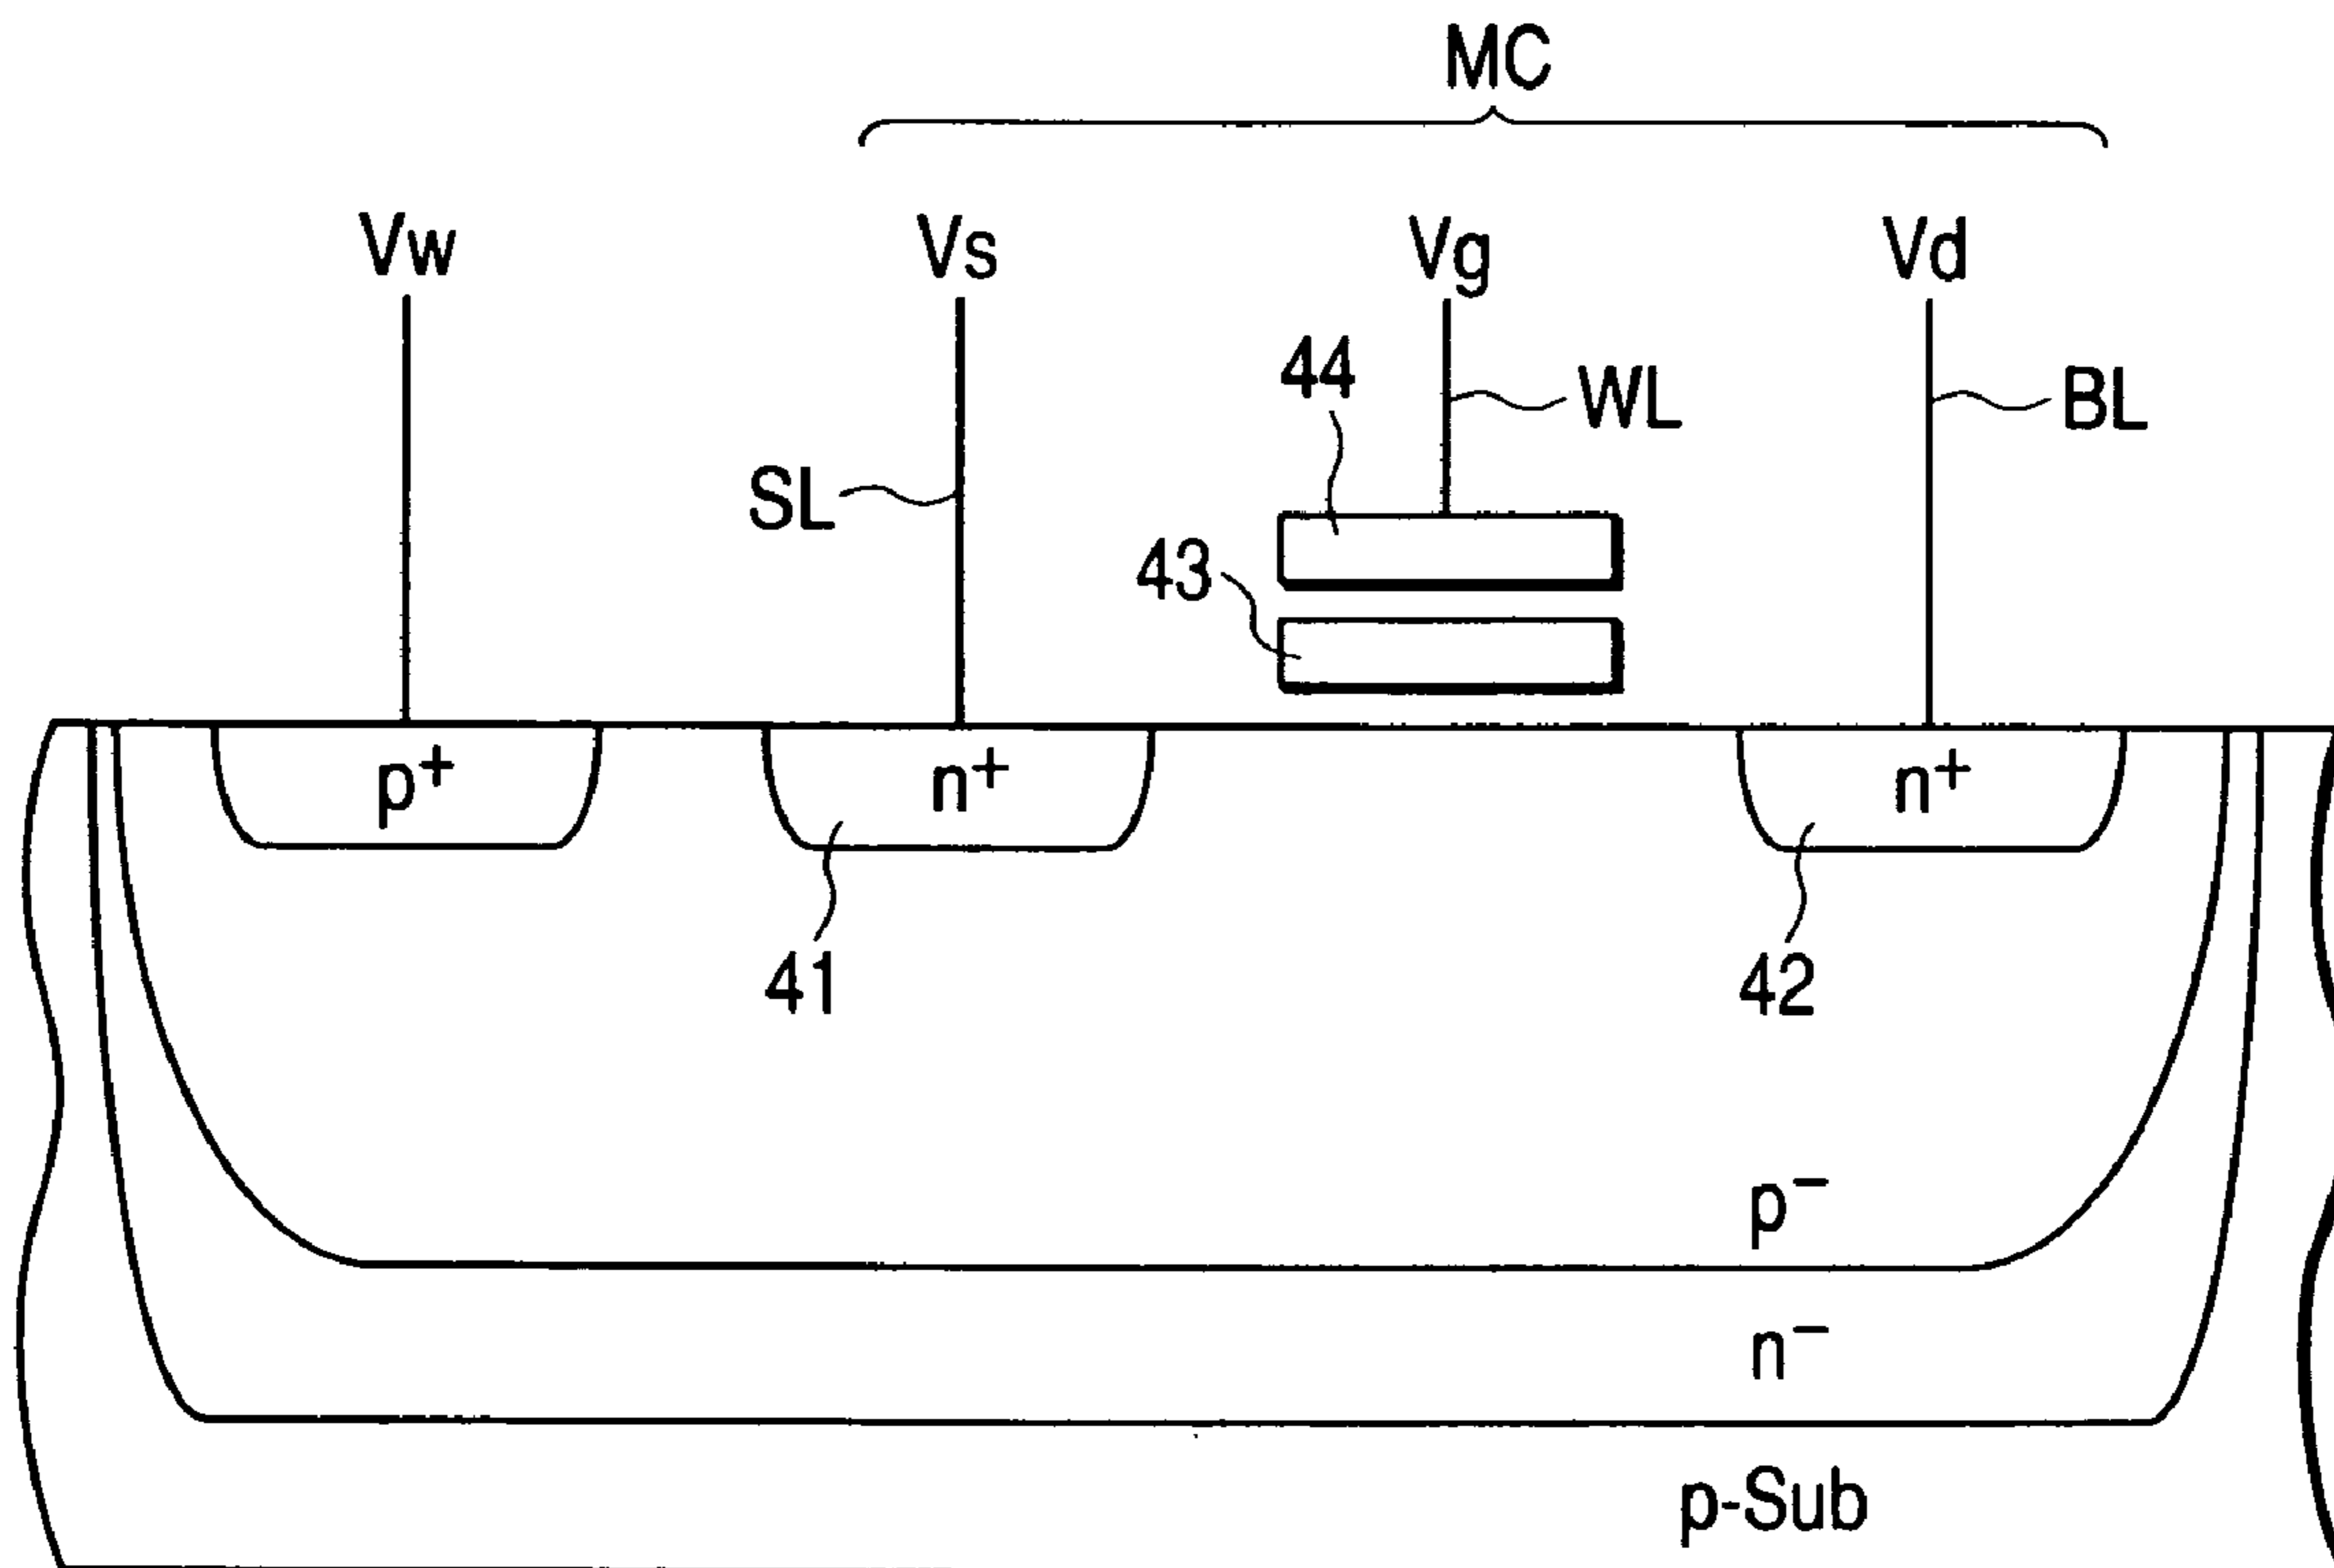 MC
Vw Vs Vg Vd
44 WL BL
SL
43
p+ n+ n+
41 42
p−
n−
p-Sub